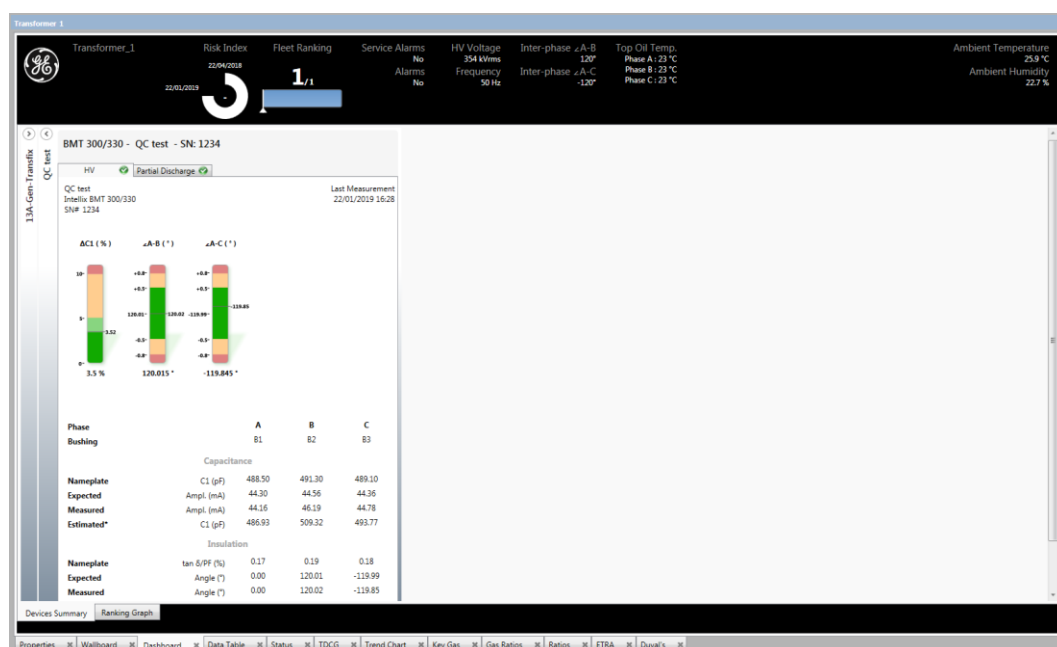 Transformer 1
Transformer_1
Risk Index
22/04/2018
22/01/2019
-
Fleet Ranking
1/1
Service Alarms
No
Alarms
No
HV Voltage
354 kVrms
Frequency
50 Hz
Inter-phase ∠A-B
120°
Inter-phase ∠A-C
-120°
Top Oil Temp.
Phase A : 23 °C
Phase B : 23 °C
Phase C : 23 °C
Ambient Temperature
25.9 °C
Ambient Humidity
22.7 %
13A-Gen-Transfix
QC test
BMT 300/330 - QC test - SN: 1234
HV Partial Discharge
QC test Last Measurement
Intellix BMT 300/330 22/01/2019 16:28
SN# 1234
ΔC1 ( % ) ∠A-B ( ° ) ∠A-C ( ° )
10- +0.8- +0.8-
+0.5- +0.5-
5- 120.01- -120.02 -119.99- -119.85
-3.52
-0.5- -0.5-
-0.8- -0.8-
0-
3.5 % 120.015 ° -119.845 °
Phase A B C
Bushing B1 B2 B3
Capacitance
Nameplate C1 (pF) 488.50 491.30 489.10
Expected Ampl. (mA) 44.30 44.56 44.36
Measured Ampl. (mA) 44.16 46.19 44.78
Estimated* C1 (pF) 486.93 509.32 493.77
Insulation
Nameplate tan δ/PF (%) 0.17 0.19 0.18
Expected Angle (°) 0.00 120.01 -119.99
Measured Angle (°) 0.00 120.02 -119.85
Devices Summary Ranking Graph
Properties Wallboard Dashboard Data Table Status TDCG Trend Chart Key Gas Gas Ratios Ratios ETRA Duval's